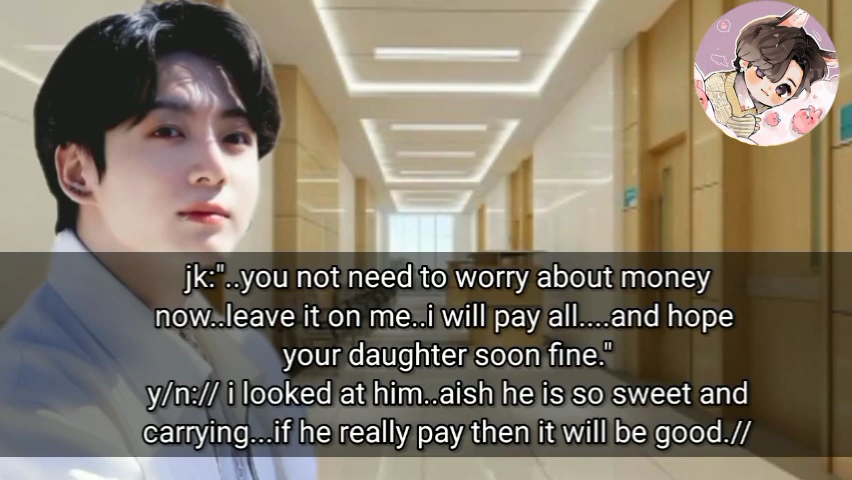 jk:"..you not need to worry about money
now..leave it on me..i will pay all....and hope
your daughter soon fine."
y/n:// i looked at him..aish he is so sweet and
carrying...if he really pay then it will be good.//